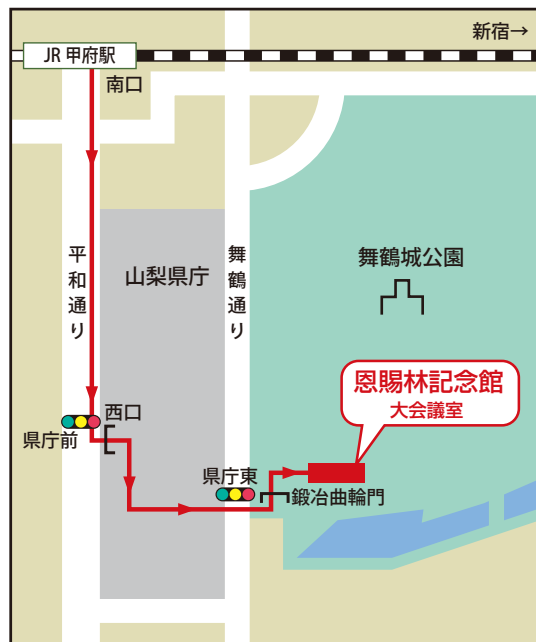 新宿→
JR 甲府駅
南口
平和通り
山梨県庁
舞鶴通り
舞鶴城公園
恩賜林記念館
大会議室
西口
県庁前
県庁東
鍛冶曲輪門